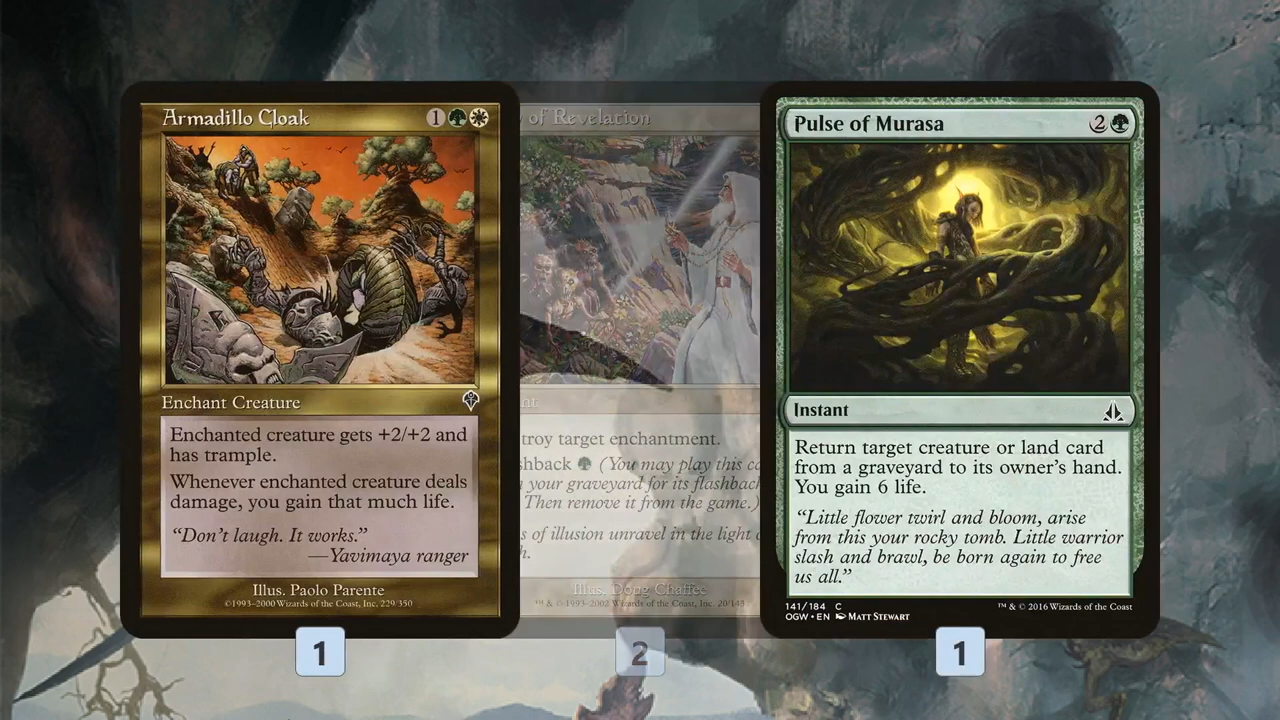 Armadillo Cloak
1
Enchant Creature
Enchanted creature gets +2/+2 and
has trample.
Whenever enchanted creature deals
damage, you gain that much life.
"Don't laugh. It works."
—Yavimaya ranger
Illus. Paolo Parente
©1993–2000 Wizards of the Coast, Inc. 229/350
1
of Revelation
troy target enchantment.
shback (You may play this ca
your graveyard for its flashback
Then remove it from the game.)
s of illusion unravel in the light o
h.
Illus. Doug Chaffee
™ & © 1993–2002 Wizards of the Coast, Inc. 20/143
2
Pulse of Murasa
2
Instant
Return target creature or land card
from a graveyard to its owner's hand.
You gain 6 life.
"Little flower twirl and bloom, arise
from this your rocky tomb. Little warrior
slash and brawl, be born again to free
us all."
141/184 C
OGW • EN Matt Stewart
™ & © 2016 Wizards of the Coast
1